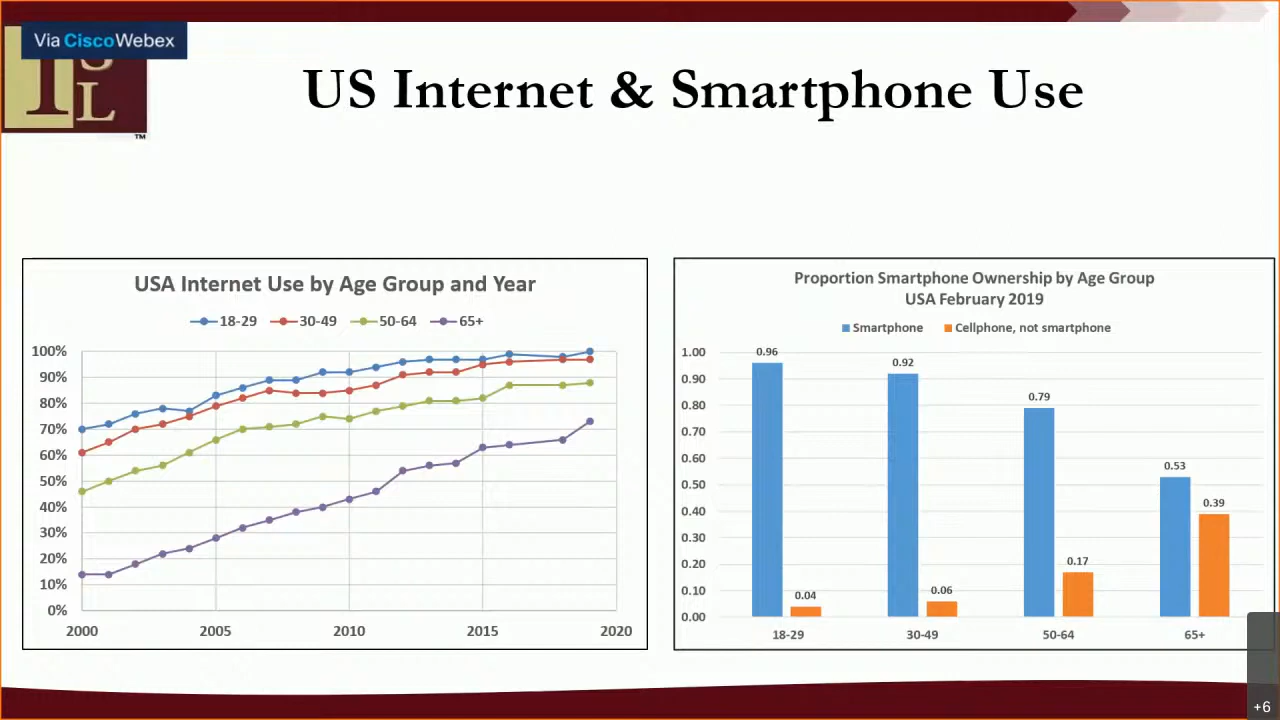 Via CiscoWebex
I S
L
™
US Internet & Smartphone Use
USA Internet Use by Age Group and Year
18-29 30-49 50-64 65+
100%
90%
80%
70%
60%
50%
40%
30%
20%
10%
0%
2000 2005 2010 2015 2020
Proportion Smartphone Ownership by Age Group
USA February 2019
Smartphone Cellphone, not smartphone
1.00
0.90
0.80
0.70
0.60
0.50
0.40
0.30
0.20
0.10
0.00
0.96 0.04
0.92 0.06
0.79 0.17
0.53 0.39
18-29 30-49 50-64 65+
+6